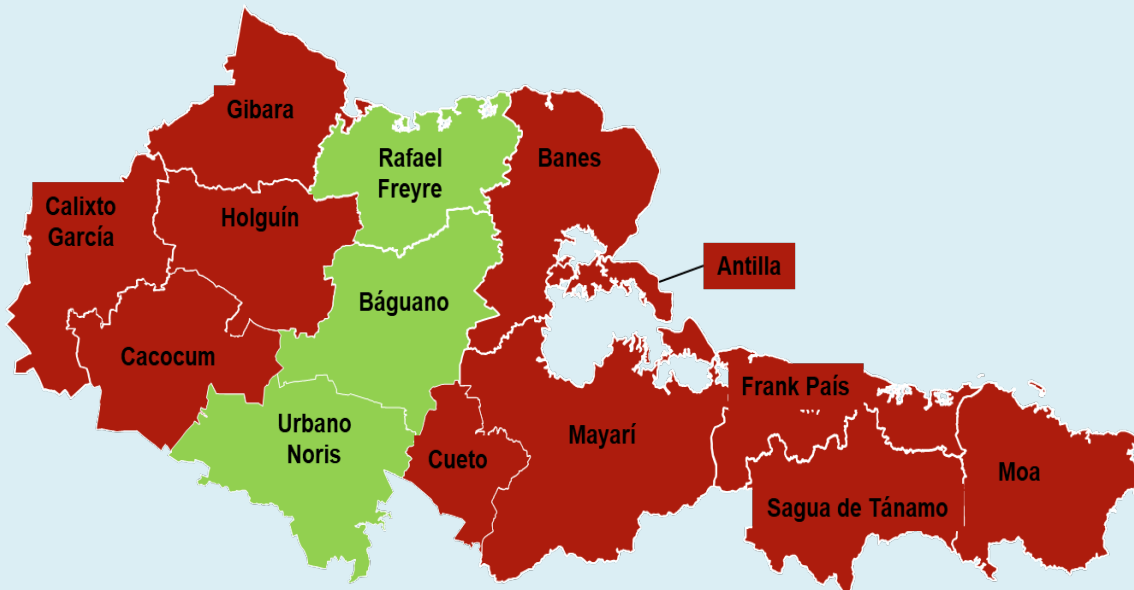 Gibara
Rafael
Freyre
Banes
Calixto
García
Holguín
Antilla
Báguano
Cacocum
Frank País
Urbano
Noris
Mayarí
Cueto
Moa
Sagua de Tánamo